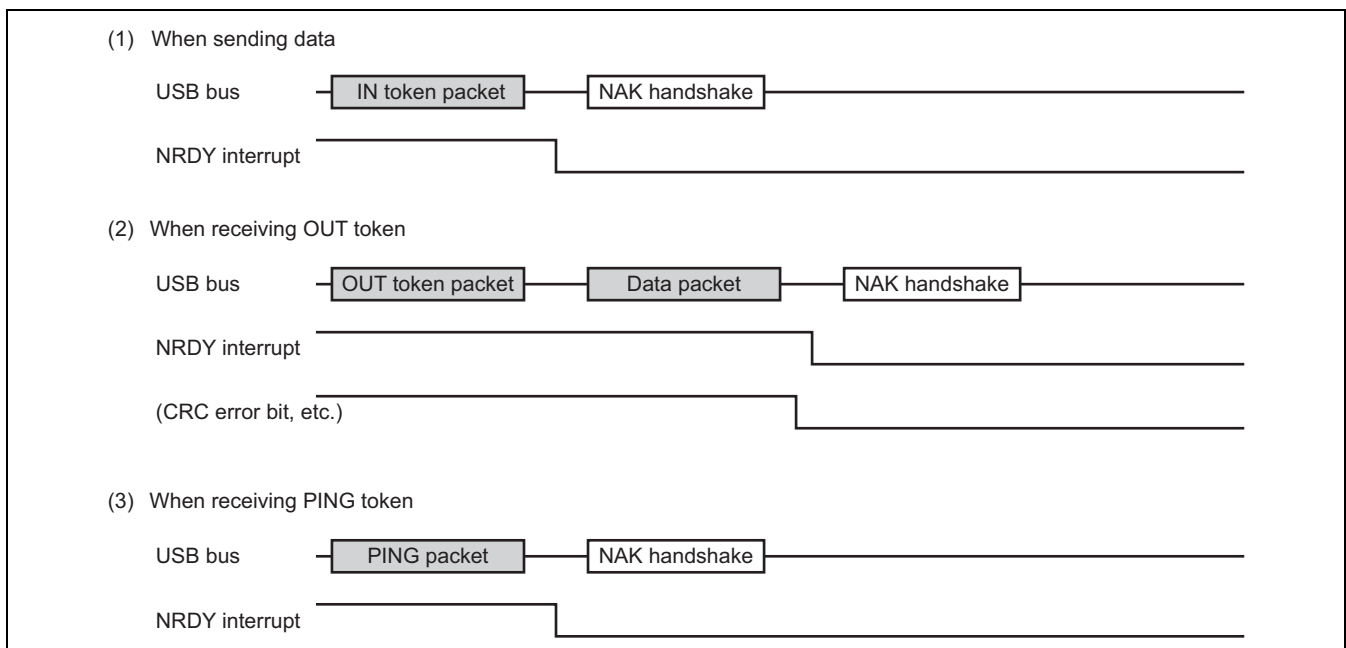 (1) When sending data
USB bus IN token packet NAK handshake
NRDY interrupt
(2) When receiving OUT token
USB bus OUT token packet Data packet NAK handshake
NRDY interrupt
(CRC error bit, etc.)
(3) When receiving PING token
USB bus PING packet NAK handshake
NRDY interrupt